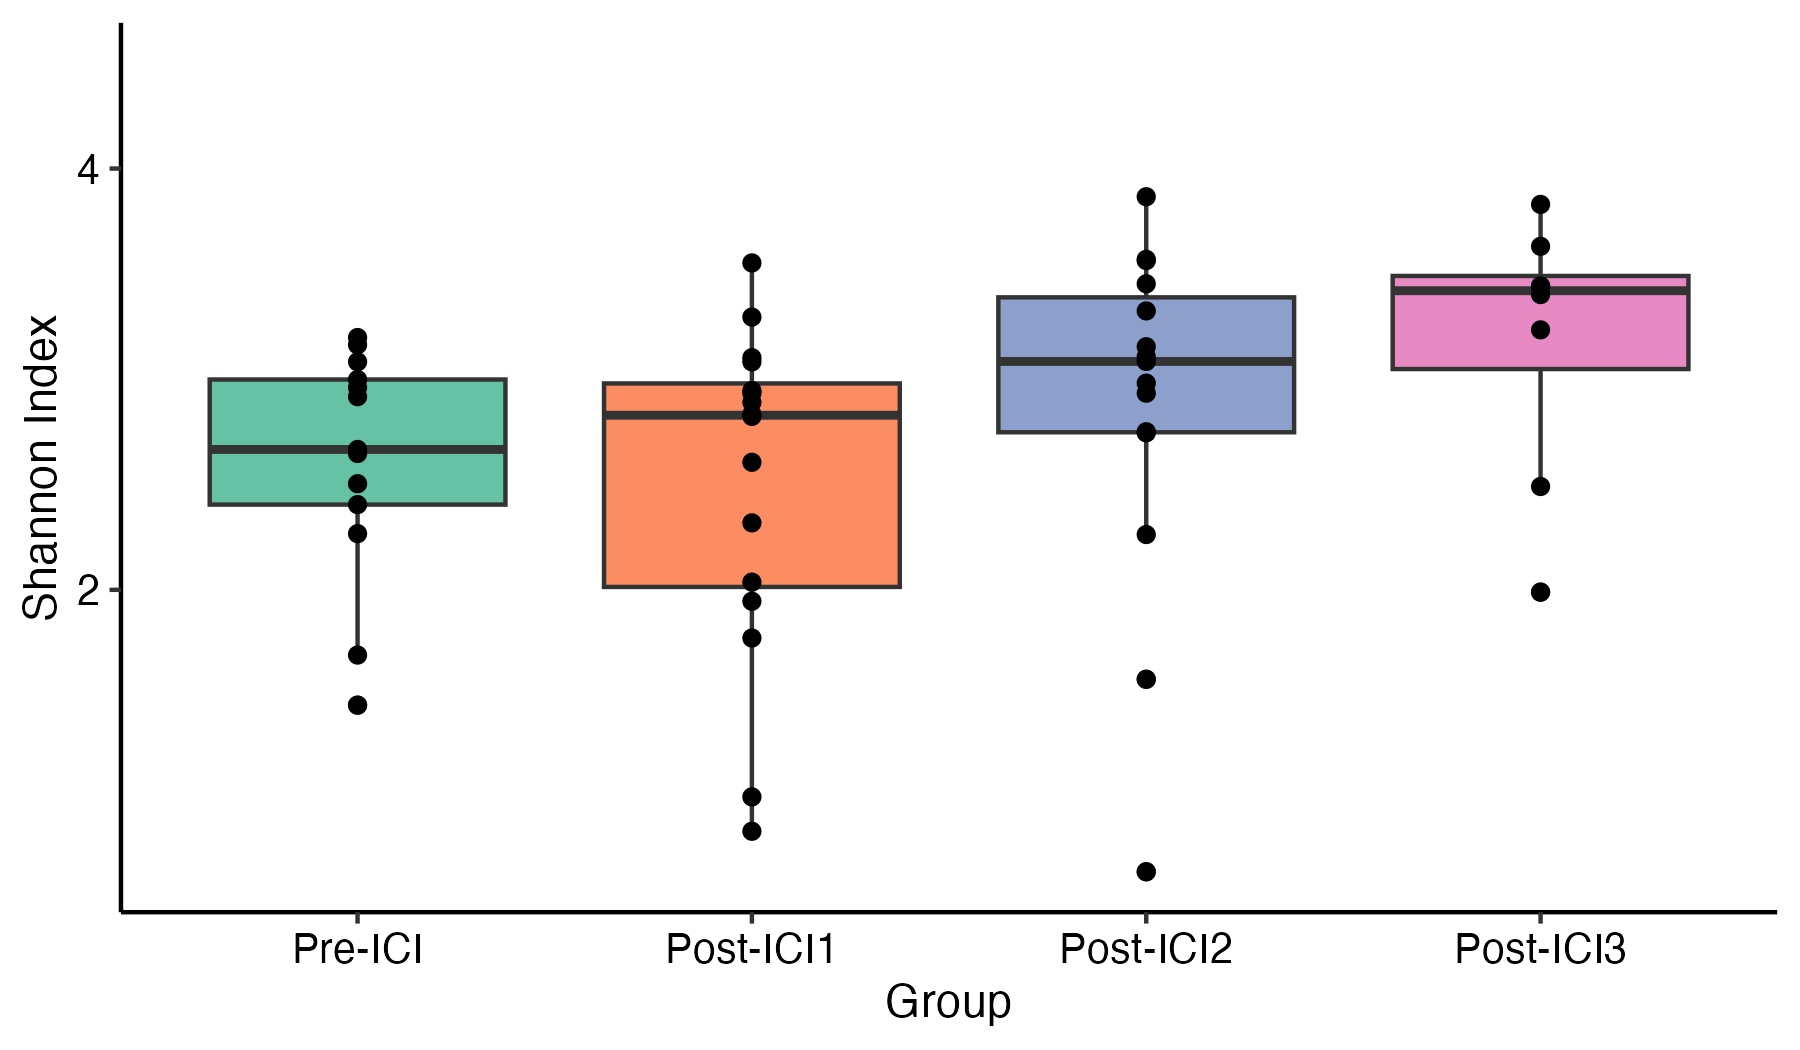 Shannon Index
4
2
Pre-ICI
Post-ICI1
Post-ICI2
Post-ICI3
Group